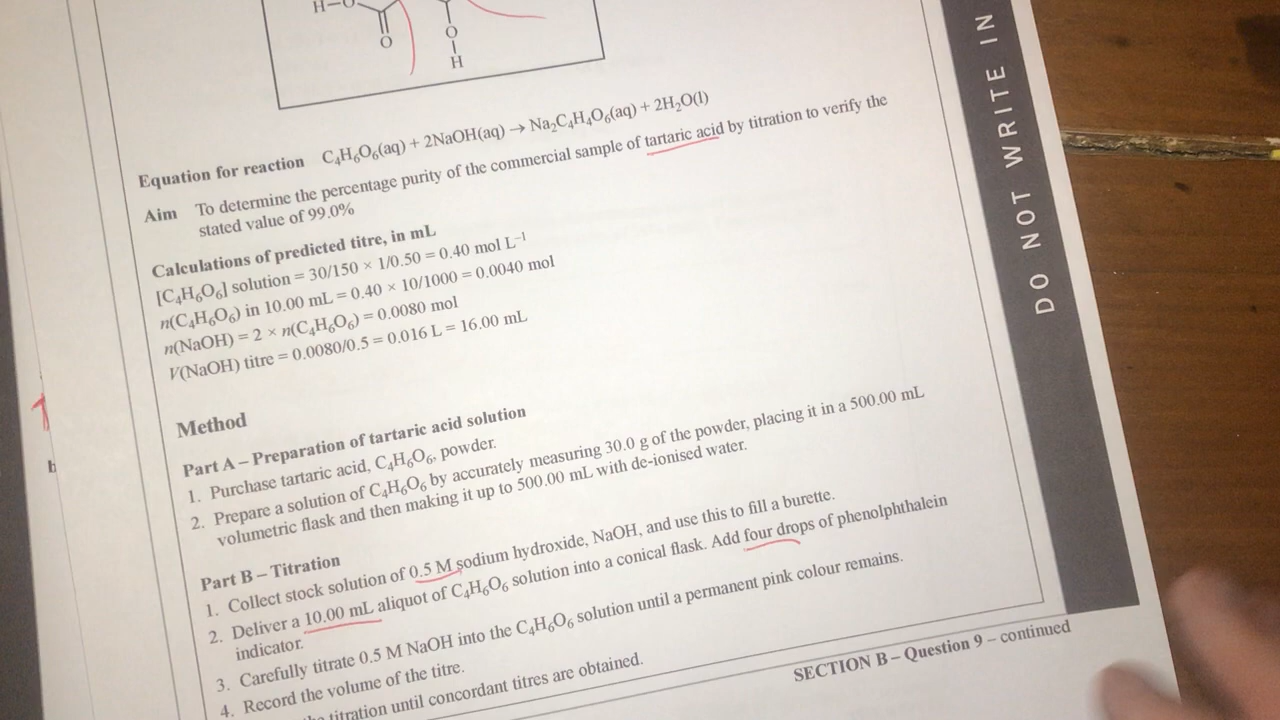 H–O
O
O
H
Equation for reaction C₄H₆O₆(aq) + 2NaOH(aq) → Na₂C₄H₄O₆(aq) + 2H₂O(l)
Aim To determine the percentage purity of the commercial sample of tartaric acid by titration to verify the
stated value of 99.0%
Calculations of predicted titre, in mL
[C₄H₆O₆] solution = 30/150 × 1/0.50 = 0.40 mol L⁻¹
n(C₄H₆O₆) in 10.00 mL = 0.40 × 10/1000 = 0.0040 mol
n(NaOH) = 2 × n(C₄H₆O₆) = 0.0080 mol
V(NaOH) titre = 0.0080/0.5 = 0.016 L = 16.00 mL
Method
Part A – Preparation of tartaric acid solution
1. Purchase tartaric acid, C₄H₆O₆, powder.
2. Prepare a solution of C₄H₆O₆ by accurately measuring 30.0 g of the powder, placing it in a 500.00 mL
volumetric flask and then making it up to 500.00 mL with de-ionised water.
Part B – Titration
1. Collect stock solution of 0.5 M sodium hydroxide, NaOH, and use this to fill a burette.
2. Deliver a 10.00 mL aliquot of C₄H₆O₆ solution into a conical flask. Add four drops of phenolphthalein
indicator.
3. Carefully titrate 0.5 M NaOH into the C₄H₆O₆ solution until a permanent pink colour remains.
4. Record the volume of the titre.
titration until concordant titres are obtained.
SECTION B – Question 9 – continued
DO NOT WRITE IN